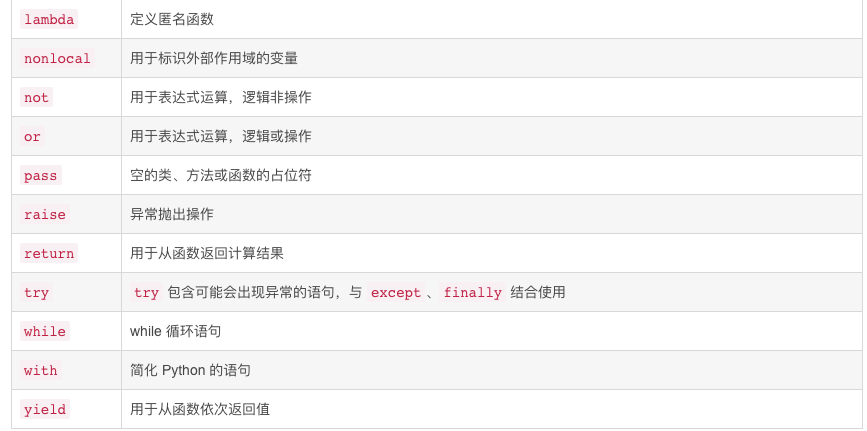 lambda 定义匿名函数
nonlocal 用于标识外部作用域的变量
not 用于表达式运算，逻辑非操作
or 用于表达式运算，逻辑或操作
pass 空的类、方法或函数的占位符
raise 异常抛出操作
return 用于从函数返回计算结果
try try 包含可能会出现异常的语句，与 except 、 finally 结合使用
while while 循环语句
with 简化 Python 的语句
yield 用于从函数依次返回值